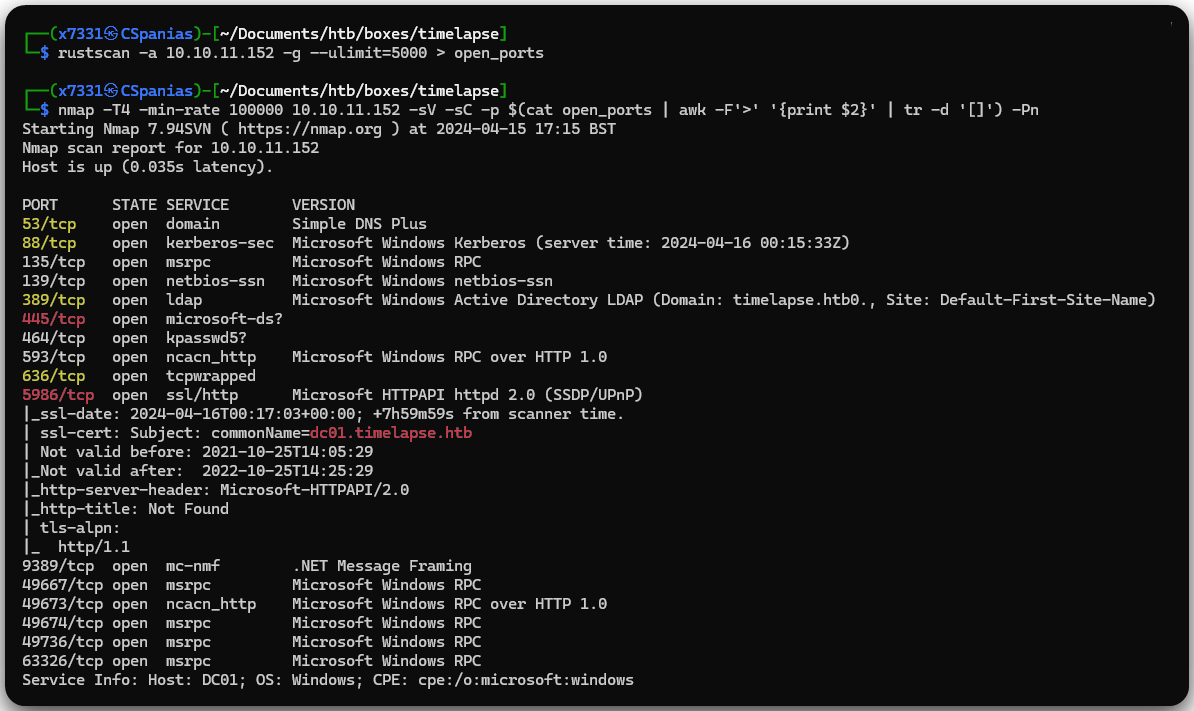 ┌──(x7331㉿CSpanias)-[~/Documents/htb/boxes/timelapse]
└─$ rustscan -a 10.10.11.152 -g --ulimit=5000 > open_ports
┌──(x7331㉿CSpanias)-[~/Documents/htb/boxes/timelapse]
└─$ nmap -T4 -min-rate 100000 10.10.11.152 -sV -sC -p $(cat open_ports | awk -F'>' '{print $2}' | tr -d '[]') -Pn
Starting Nmap 7.94SVN ( https://nmap.org ) at 2024-04-15 17:15 BST
Nmap scan report for 10.10.11.152
Host is up (0.035s latency).
PORT      STATE SERVICE       VERSION
53/tcp    open  domain        Simple DNS Plus
88/tcp    open  kerberos-sec  Microsoft Windows Kerberos (server time: 2024-04-16 00:15:33Z)
135/tcp   open  msrpc         Microsoft Windows RPC
139/tcp   open  netbios-ssn   Microsoft Windows netbios-ssn
389/tcp   open  ldap          Microsoft Windows Active Directory LDAP (Domain: timelapse.htb0., Site: Default-First-Site-Name)
445/tcp   open  microsoft-ds?
464/tcp   open  kpasswd5?
593/tcp   open  ncacn_http    Microsoft Windows RPC over HTTP 1.0
636/tcp   open  tcpwrapped
5986/tcp  open  ssl/http      Microsoft HTTPAPI httpd 2.0 (SSDP/UPnP)
|_ssl-date: 2024-04-16T00:17:03+00:00; +7h59m59s from scanner time.
| ssl-cert: Subject: commonName=dc01.timelapse.htb
| Not valid before: 2021-10-25T14:05:29
|_Not valid after:  2022-10-25T14:25:29
|_http-server-header: Microsoft-HTTPAPI/2.0
|_http-title: Not Found
| tls-alpn:
|_  http/1.1
9389/tcp  open  mc-nmf        .NET Message Framing
49667/tcp open  msrpc         Microsoft Windows RPC
49673/tcp open  ncacn_http    Microsoft Windows RPC over HTTP 1.0
49674/tcp open  msrpc         Microsoft Windows RPC
49736/tcp open  msrpc         Microsoft Windows RPC
63326/tcp open  msrpc         Microsoft Windows RPC
Service Info: Host: DC01; OS: Windows; CPE: cpe:/o:microsoft:windows